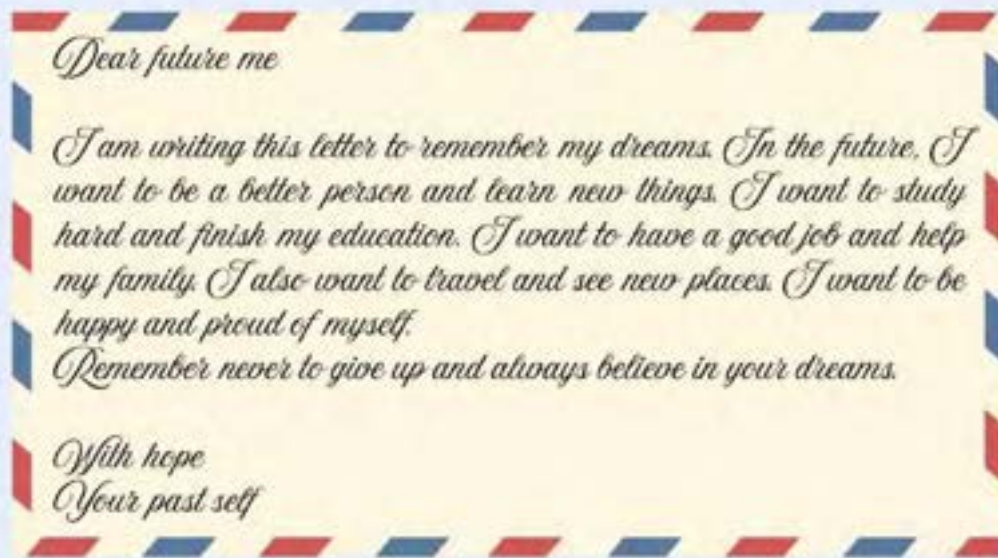 Dear future me
I am writing this letter to remember my dreams. In the future, I
want to be a better person and learn new things. I want to study
hard and finish my education. I want to have a good job and help
my family. I also want to travel and see new places. I want to be
happy and proud of myself.
Remember never to give up and always believe in your dreams.
With hope
Your past self